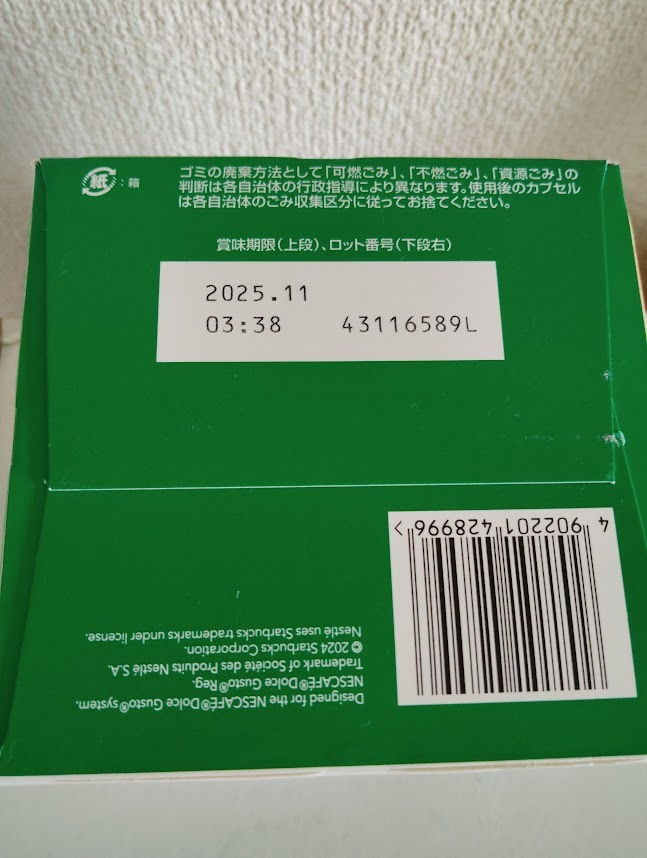 紙:箱
ゴミの廃棄方法として「可燃ごみ」、「不燃ごみ」、「資源ごみ」の
判断は各自治体の行政指導により異なります。使用後のカプセル
は各自治体のごみ収集区分に従ってお捨てください。
賞味期限(上段)、ロット番号(下段右)
2025.11
03:38 43116589L
4 902201 428996 >
Designed for the NESCAFÉ® Dolce Gusto® system.
NESCAFÉ® Dolce Gusto® Reg.
Trademark of Société des Produits Nestlé S.A.
© 2024 Starbucks Corporation.
Nestlé uses Starbucks trademarks under license.